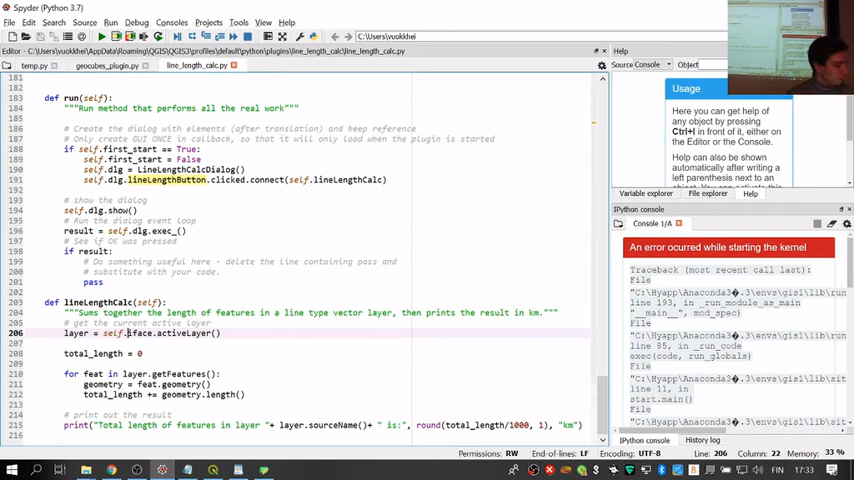 Spyder (Python 3.7)
File Edit Search Source Run Debug Consoles Projects Tools View Help
C:\Users\vuokkhei\
Editor - C:\Users\vuokkhei\AppData\Roaming\QGIS\QGIS3\profiles\default\python\plugins\line_length_calc\line_length_calc.py
temp.py geocubes_plugin.py line_length_calc.py
181
182
183 def run(self):
184 """Run method that performs all the real work"""
185
186 # Create the dialog with elements (after translation) and keep reference
187 # Only create GUI ONCE in callback, so that it will only load when the plugin is started
188 if self.first_start == True:
189 self.first_start = False
190 self.dlg = LineLengthCalcDialog()
191 self.dlg.lineLengthButton.clicked.connect(self.lineLengthCalc)
192
193 # show the dialog
194 self.dlg.show()
195 # Run the dialog event loop
196 result = self.dlg.exec_()
197 # See if OK was pressed
198 if result:
199 # Do something useful here - delete the line containing pass and
200 # substitute with your code.
201 pass
202
203 def lineLengthCalc(self):
204 """Sums together the length of features in a line type vector layer, then prints the result in km."""
205 # get the current active layer
206 layer = self.iface.activeLayer()
207
208 total_length = 0
209
210 for feat in layer.getFeatures():
211 geometry = feat.geometry()
212 total_length += geometry.length()
213
214 # print out the result
215 print("Total length of features in layer "+ layer.sourceName()+ " is:", round(total_length/1000, 1), "km")
216
Help
Source Console Object
Usage
Here you can get help
of any object by pressing
Ctrl+I in front of it, either on
the Editor or the Console.
Help can also be shown
automatically after writing a
left parenthesis next to an
object. You can activate this
Variable explorer File explorer Help
IPython console
Console 1/A
An error ocurred while starting the kernel
Traceback (most recent call last):
File
"C:\Hyapp\Anaconda3�.3\envs\gis1\lib\run
line 193, in _run_module_as_main
"__main__", mod_spec)
File
"C:\Hyapp\Anaconda3�.3\envs\gis1\lib\run
line 85, in _run_code
exec(code, run_globals)
File
"C:\Hyapp\Anaconda3�.3\envs\gis1\lib\sit
line 11, in
start.main()
File
"C:\Hyapp\Anaconda3�.3\envs\gis1\lib\sit
IPython console History log
Permissions: RW End-of-lines: LF Encoding: UTF-8 Line: 206 Column: 22 Memory: 33 %
FIN 17:33